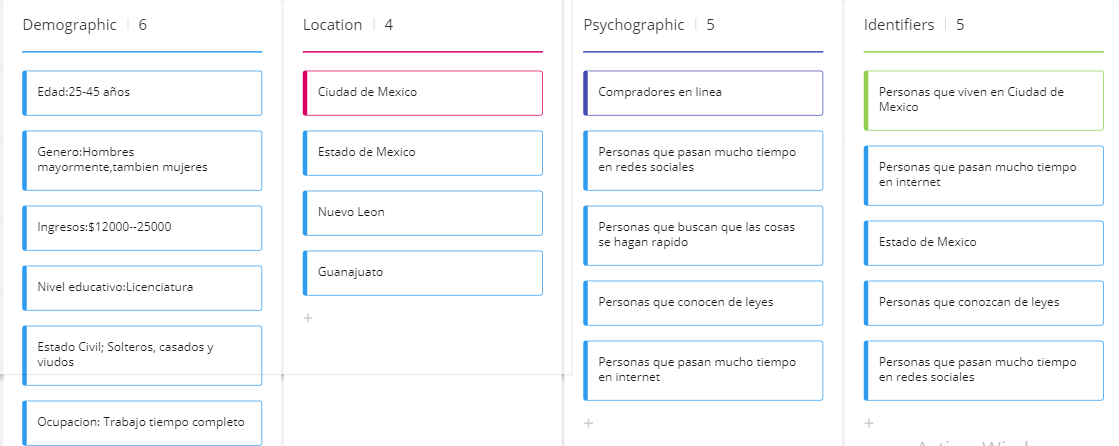 Demographic 6
Edad:25-45 años
Genero:Hombres
mayormente,tambien mujeres
Ingresos:$12000--25000
Nivel educativo:Licenciatura
Estado Civil; Solteros, casados y
viudos
Ocupacion: Trabajo tiempo completo
Location 4
Ciudad de Mexico
Estado de Mexico
Nuevo Leon
Guanajuato
+
Psychographic 5
Compradores en linea
Personas que pasan mucho tiempo
en redes sociales
Personas que buscan que las cosas
se hagan rapido
Personas que conocen de leyes
Personas que pasan mucho tiempo
en internet
+
Identifiers 5
Personas que viven en Ciudad de
Mexico
Personas que pasan mucho tiempo
en internet
Estado de Mexico
Personas que conozcan de leyes
Personas que pasan mucho tiempo
en redes sociales
+